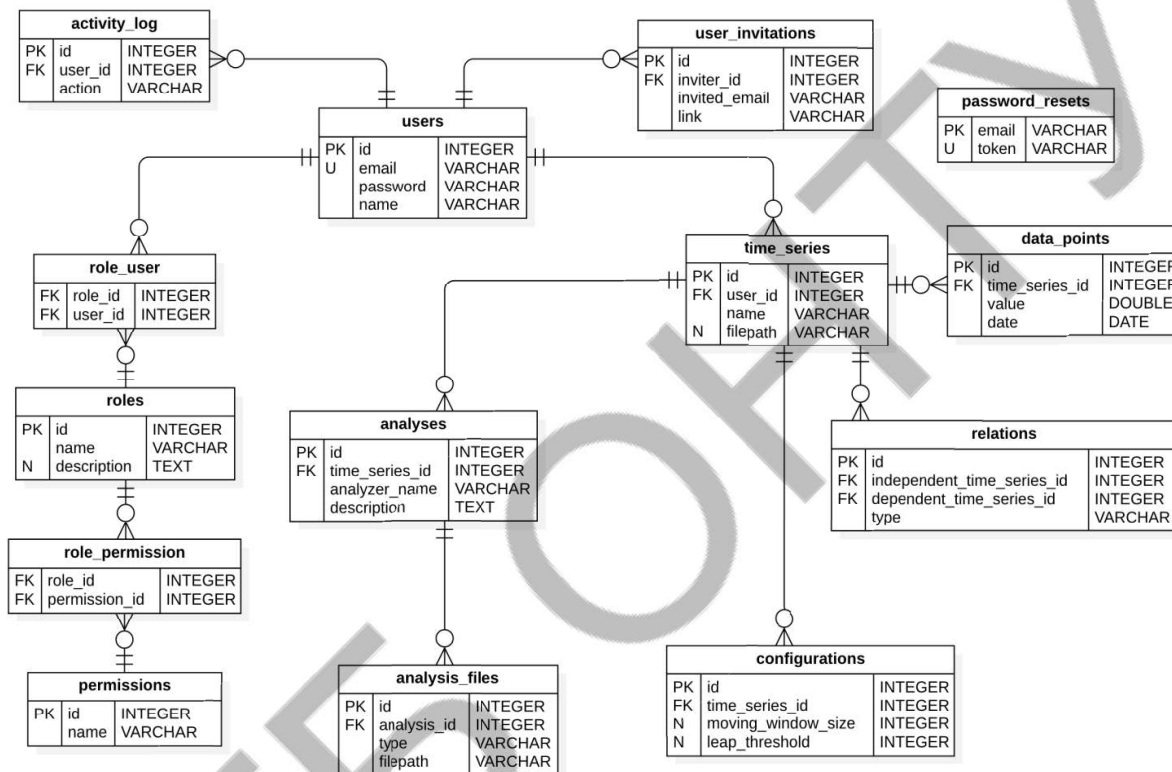 activity_log
PK id INTEGER
FK user_id INTEGER
action VARCHAR
user_invitations
PK id INTEGER
FK inviter_id INTEGER
invited_email VARCHAR
link VARCHAR
password_resets
PK email VARCHAR
U token VARCHAR
users
PK id INTEGER
U email VARCHAR
password VARCHAR
name VARCHAR
role_user
FK role_id INTEGER
FK user_id INTEGER
time_series
PK id INTEGER
FK user_id INTEGER
name VARCHAR
N filepath VARCHAR
data_points
PK id INTEGER
FK time_series_id INTEGER
value DOUBLE
date DATE
roles
PK id INTEGER
name VARCHAR
N description TEXT
analyses
PK id INTEGER
FK time_series_id INTEGER
analyzer_name VARCHAR
description TEXT
relations
PK id INTEGER
FK independent_time_series_id INTEGER
FK dependent_time_series_id INTEGER
type VARCHAR
role_permission
FK role_id INTEGER
FK permission_id INTEGER
permissions
PK id INTEGER
name VARCHAR
analysis_files
PK id INTEGER
FK analysis_id INTEGER
type VARCHAR
filepath VARCHAR
configurations
PK id INTEGER
FK time_series_id INTEGER
N moving_window_size INTEGER
N leap_threshold INTEGER